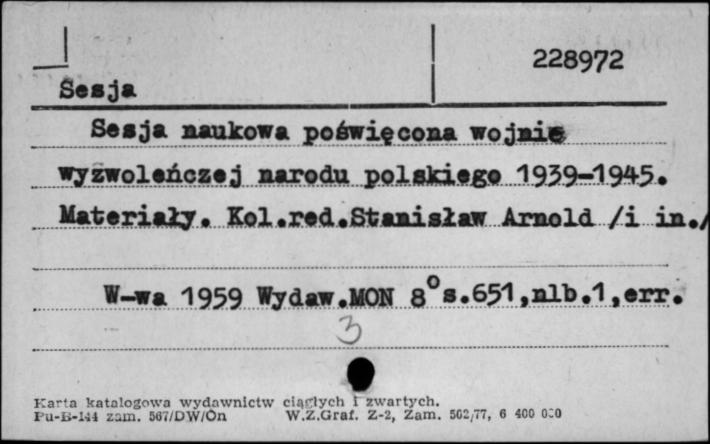 228972
Sesja
Sesja naukowa poświęcona wojnie
wyzwoleńczej narodu polskiego 1939-1945.
Materiały. Kol.red.Stanisław Arnold /i in./
W-wa 1959 Wydaw.MON 8° s.651,nlb.1,err.
3
Karta katalogowa wydawnictw ciągłych i zwartych.
Pu-B-144 zam. 567/DW/On W.Z.Graf. Z-2, Zam. 502/77, 6 400 000